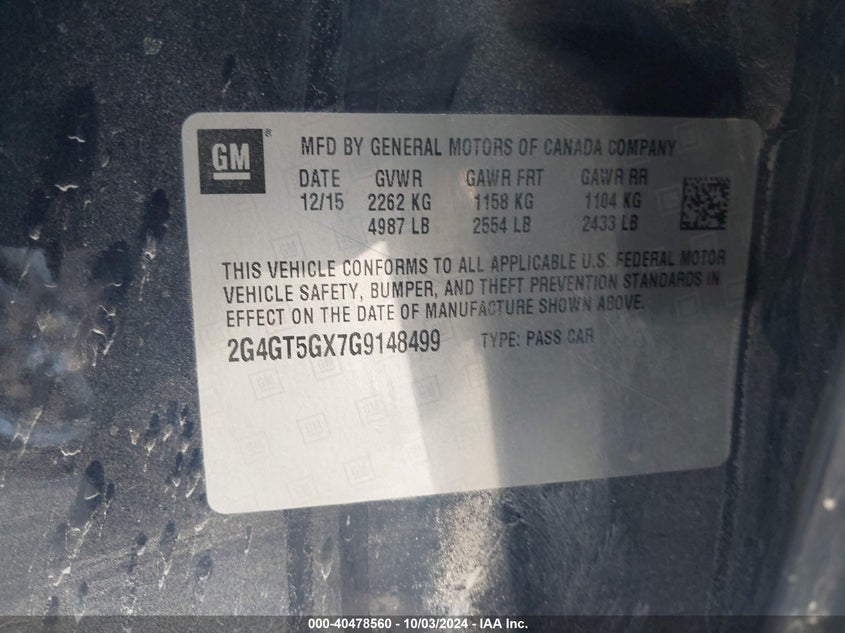 GM ® MFD BY GENERAL MOTORS OF CANADA COMPANY
DATE GVWR GAWR FRT GAWR RR
12/15 2262 KG 1158 KG 1104 KG
4987 LB 2554 LB 2433 LB
THIS VEHICLE CONFORMS TO ALL APPLICABLE U.S. FEDERAL MOTOR
VEHICLE SAFETY, BUMPER, AND THEFT PREVENTION STANDARDS IN
EFFECT ON THE DATE OF MANUFACTURE SHOWN ABOVE.
2G4GT5GX7G9148499 TYPE: PASS CAR
000-40478560 - 10/03/2024 - IAA Inc.